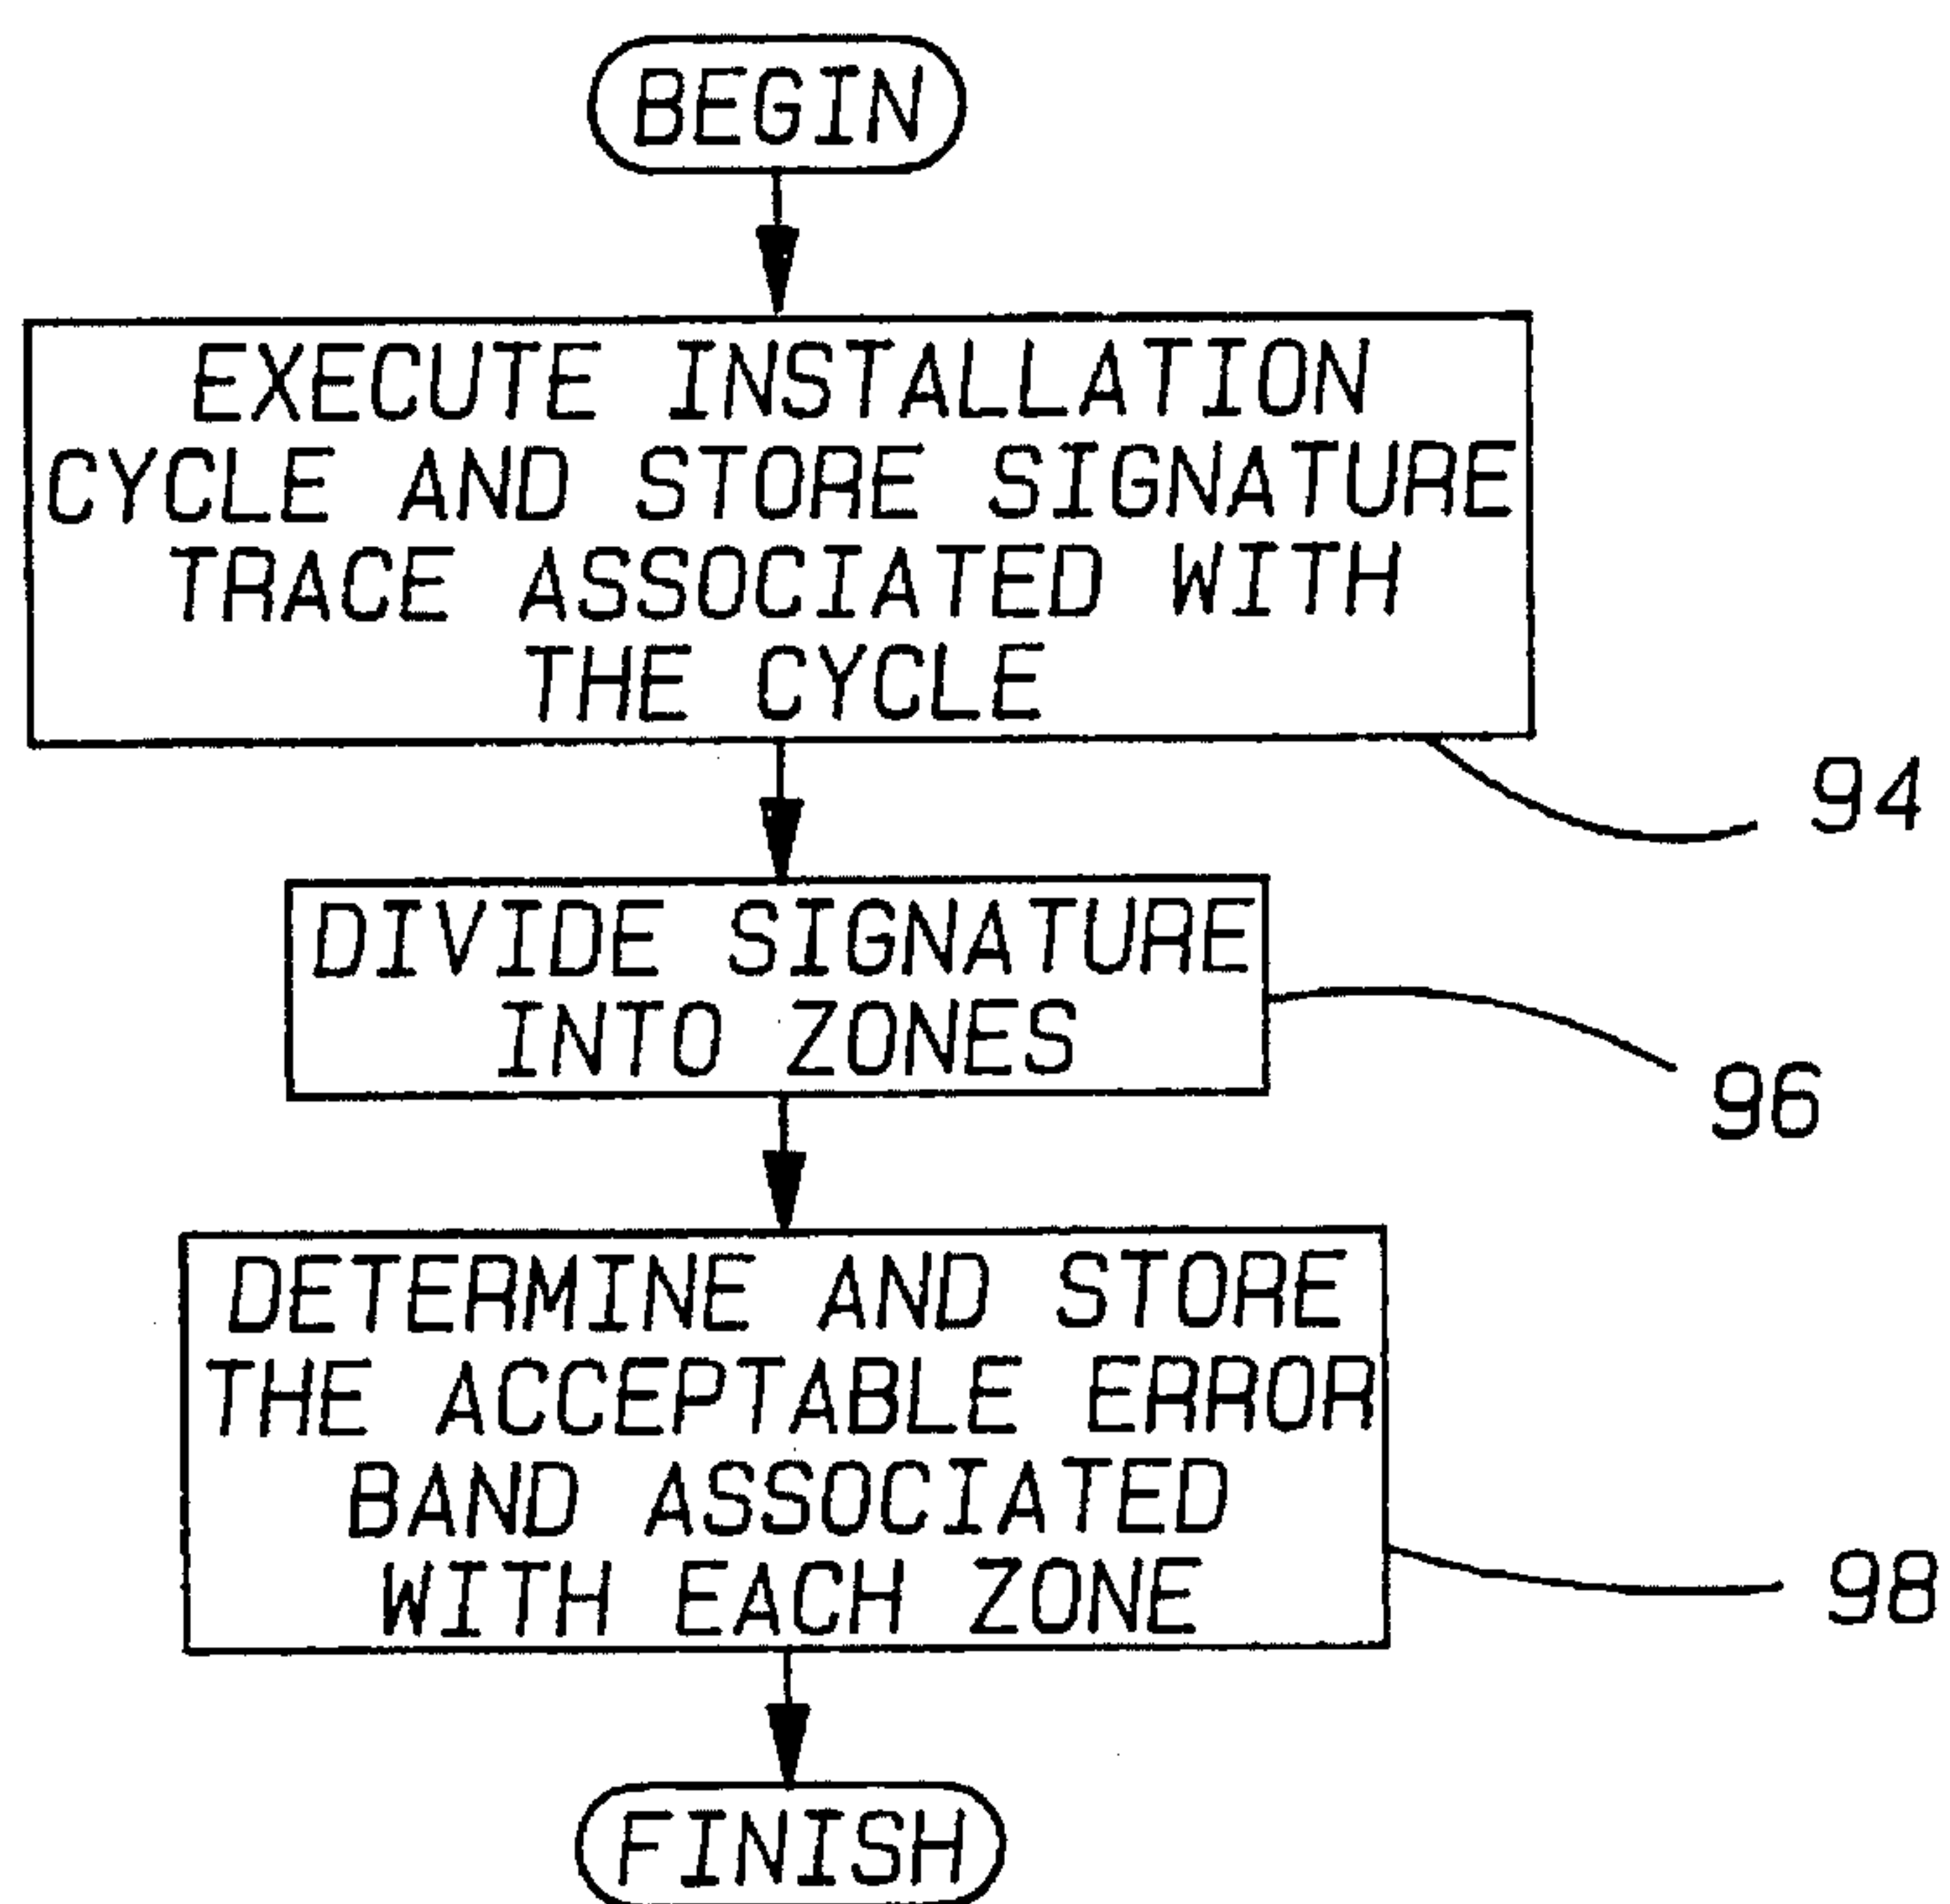 BEGIN
EXECUTE INSTALLATION
CYCLE AND STORE SIGNATURE
TRACE ASSOCIATED WITH
THE CYCLE
94
DIVIDE SIGNATURE
INTO ZONES
96
DETERMINE AND STORE
THE ACCEPTABLE ERROR
BAND ASSOCIATED
WITH EACH ZONE
98
FINISH